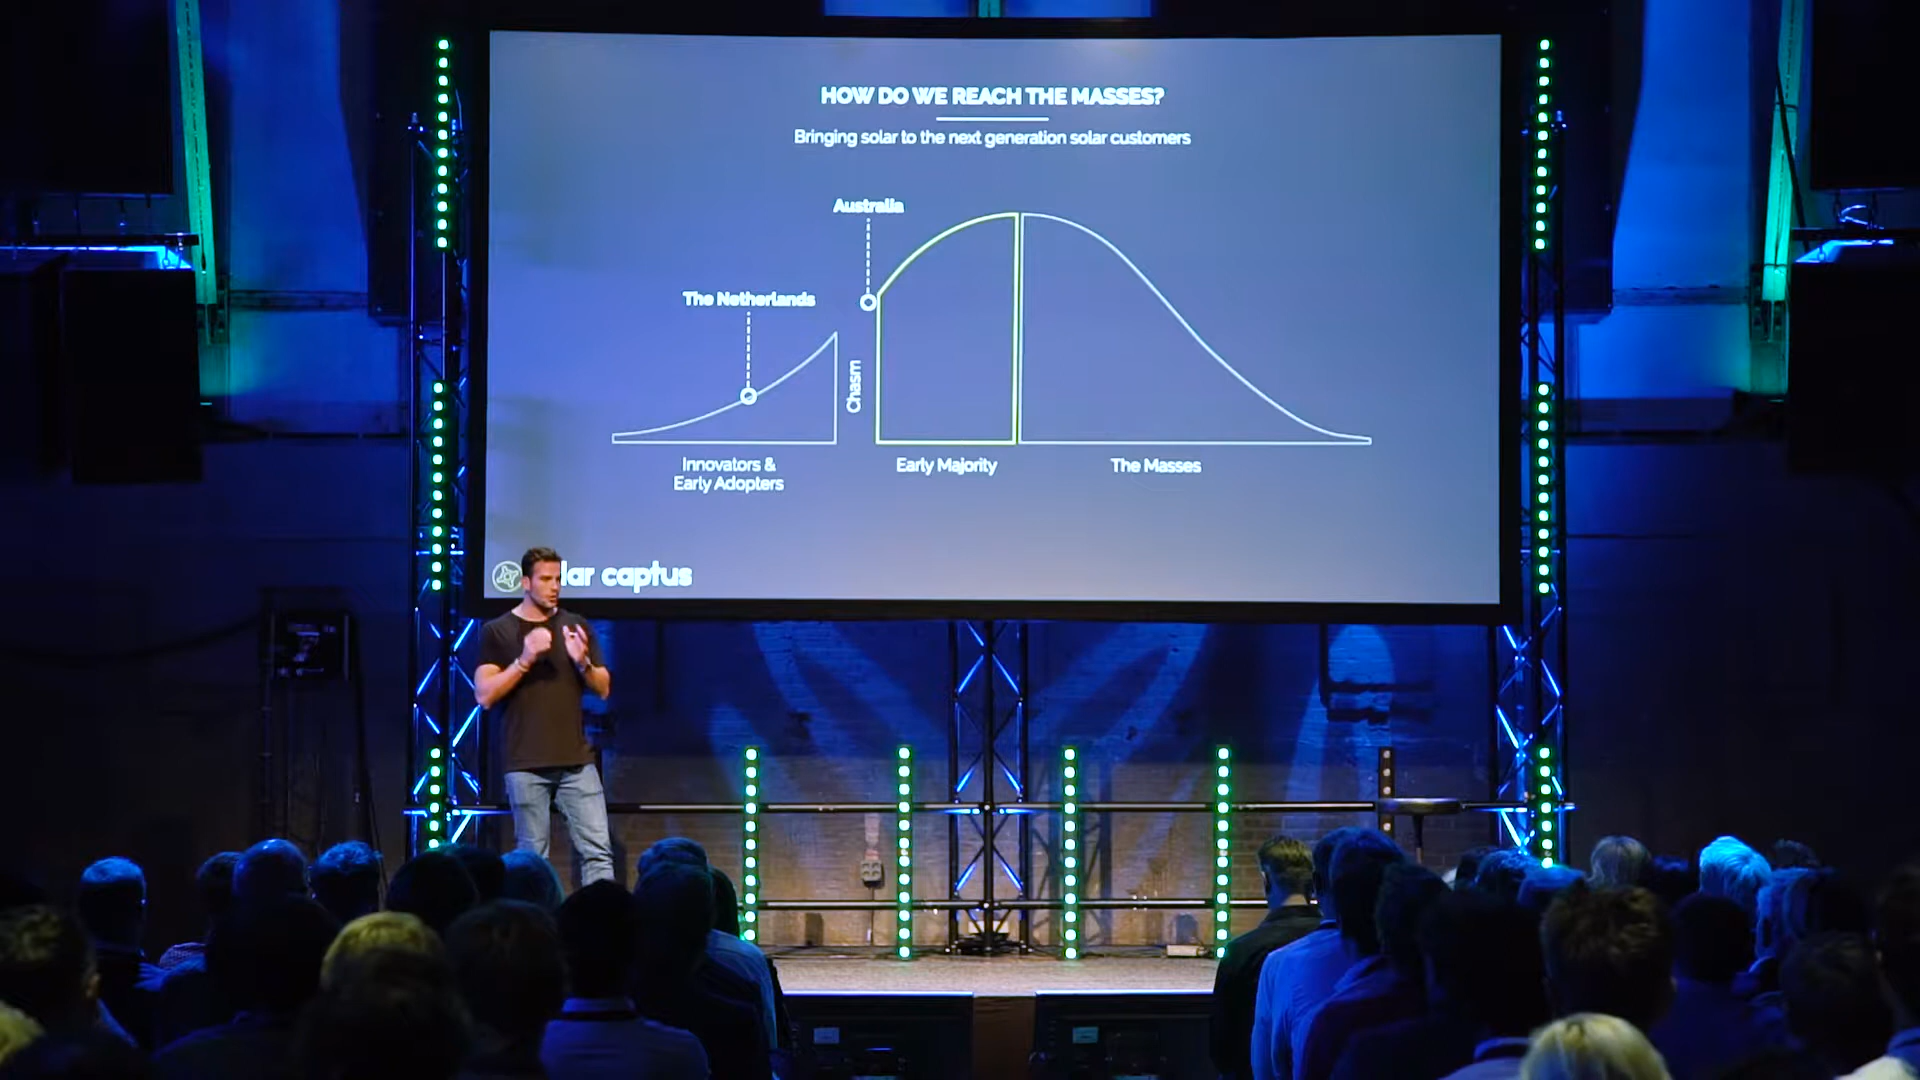 HOW DO WE REACH THE MASSES?
Bringing solar to the next generation solar customers
Australia
The Netherlands
Chasm
Innovators &
Early Adopters
Early Majority
The Masses
lar captus